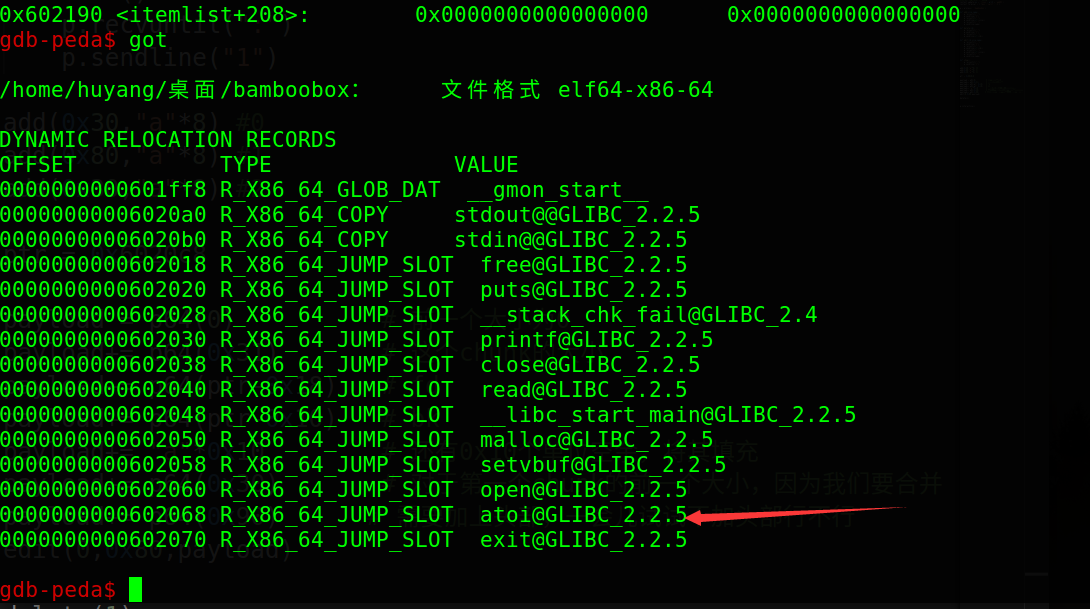 0x602190 <itemlist+208>: 0x0000000000000000 0x0000000000000000
gdb-peda$ got
p.sendline("1")
/home/huyang/桌面/bamboobox: 文件格式 elf64-x86-64
DYNAMIC RELOCATION RECORDS
OFFSET TYPE VALUE
0000000000601ff8 R_X86_64_GLOB_DAT __gmon_start__
00000000006020a0 R_X86_64_COPY stdout@@GLIBC_2.2.5
00000000006020b0 R_X86_64_COPY stdin@@GLIBC_2.2.5
0000000000602018 R_X86_64_JUMP_SLOT free@GLIBC_2.2.5
0000000000602020 R_X86_64_JUMP_SLOT puts@GLIBC_2.2.5
0000000000602028 R_X86_64_JUMP_SLOT __stack_chk_fail@GLIBC_2.4
0000000000602030 R_X86_64_JUMP_SLOT printf@GLIBC_2.2.5
0000000000602038 R_X86_64_JUMP_SLOT close@GLIBC_2.2.5
0000000000602040 R_X86_64_JUMP_SLOT read@GLIBC_2.2.5
0000000000602048 R_X86_64_JUMP_SLOT __libc_start_main@GLIBC_2.2.5
0000000000602050 R_X86_64_JUMP_SLOT malloc@GLIBC_2.2.5
0000000000602058 R_X86_64_JUMP_SLOT setvbuf@GLIBC_2.2.5
0000000000602060 R_X86_64_JUMP_SLOT open@GLIBC_2.2.5
0000000000602068 R_X86_64_JUMP_SLOT atoi@GLIBC_2.2.5
0000000000602070 R_X86_64_JUMP_SLOT exit@GLIBC_2.2.5
gdb-peda$